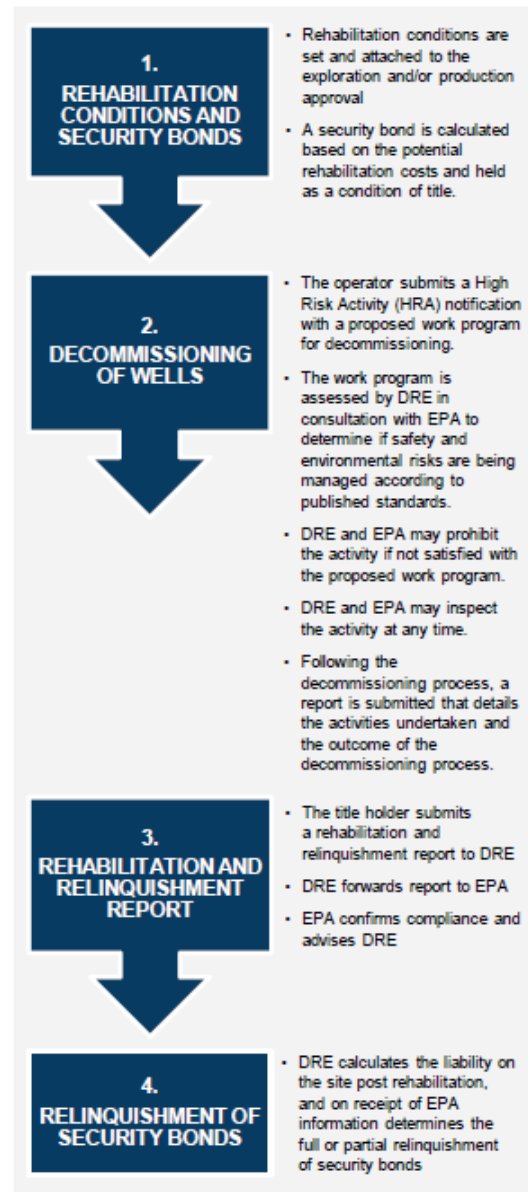 1.
REHABILITATION
CONDITIONS AND
SECURITY BONDS
• Rehabilitation conditions are
set and attached to the
exploration and/or production
approval
• A security bond is calculated
based on the potential
rehabilitation costs and held
as a condition of title.
2.
DECOMMISSIONING
OF WELLS
• The operator submits a High
Risk Activity (HRA) notification
with a proposed work program
for decommissioning.
• The work program is
assessed by DRE in
consultation with EPA to
determine if safety and
environmental risks are being
managed according to
published standards.
• DRE and EPA may prohibit
the activity if not satisfied with
the proposed work program.
• DRE and EPA may inspect
the activity at any time.
• Following the
decommissioning process, a
report is submitted that details
the activities undertaken and
the outcome of the
decommissioning process.
3.
REHABILITATION AND
RELINQUISHMENT
REPORT
• The title holder submits
a rehabilitation and
relinquishment report to DRE
• DRE forwards report to EPA
• EPA confirms compliance and
advises DRE
4.
RELINQUISHMENT OF
SECURITY BONDS
• DRE calculates the liability on
the site post rehabilitation,
and on receipt of EPA
information determines the
full or partial relinquishment
of security bonds